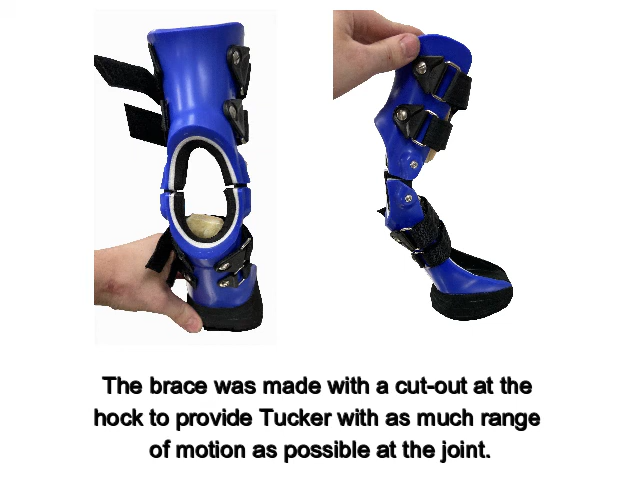 The brace was made with a cut-out at the
hock to provide Tucker with as much range
of motion as possible at the joint.